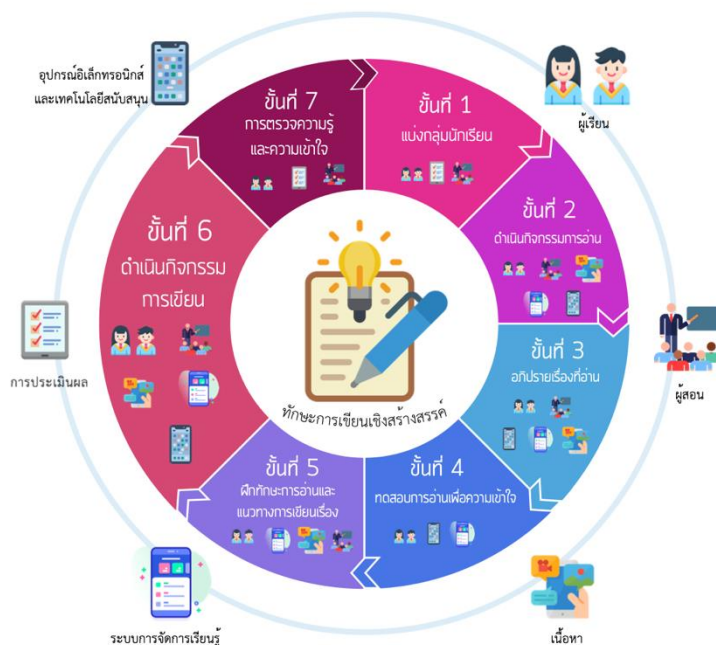 อุปกรณ์อิเล็กทรอนิกส์
และเทคโนโลยีสนับสนุน
ผู้เรียน
ผู้สอน
เนื้อหา
ระบบการจัดการเรียนรู้
การประเมินผล
ขั้นที่ 1
แบ่งกลุ่มนักเรียน
ขั้นที่ 2
ดำเนินกิจกรรมการอ่าน
ขั้นที่ 3
อภิปรายเรื่องที่อ่าน
ขั้นที่ 4
ทดสอบการอ่านเพื่อความเข้าใจ
ขั้นที่ 5
ฝึกทักษะการอ่านและ
แนวทางการเขียนเรื่อง
ขั้นที่ 6
ดำเนินกิจกรรม
การเขียน
ขั้นที่ 7
การตรวจความรู้
และความเข้าใจ
ทักษะการเขียนเชิงสร้างสรรค์